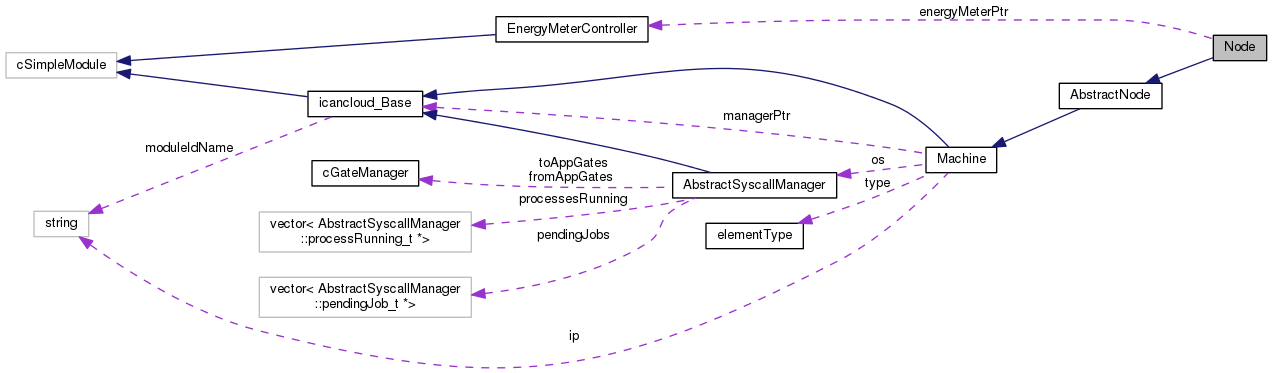 energyMeterPtr
EnergyMeterController
Node
cSimpleModule
AbstractNode
icancloud_Base
managerPtr
moduleIdName
Machine
os
toAppGates
fromAppGates
cGateManager
AbstractSyscallManager
type
processesRunning
vector< AbstractSyscallManager
::processRunning_t *>
string
pendingJobs
elementType
vector< AbstractSyscallManager
::pendingJob_t *>
ip